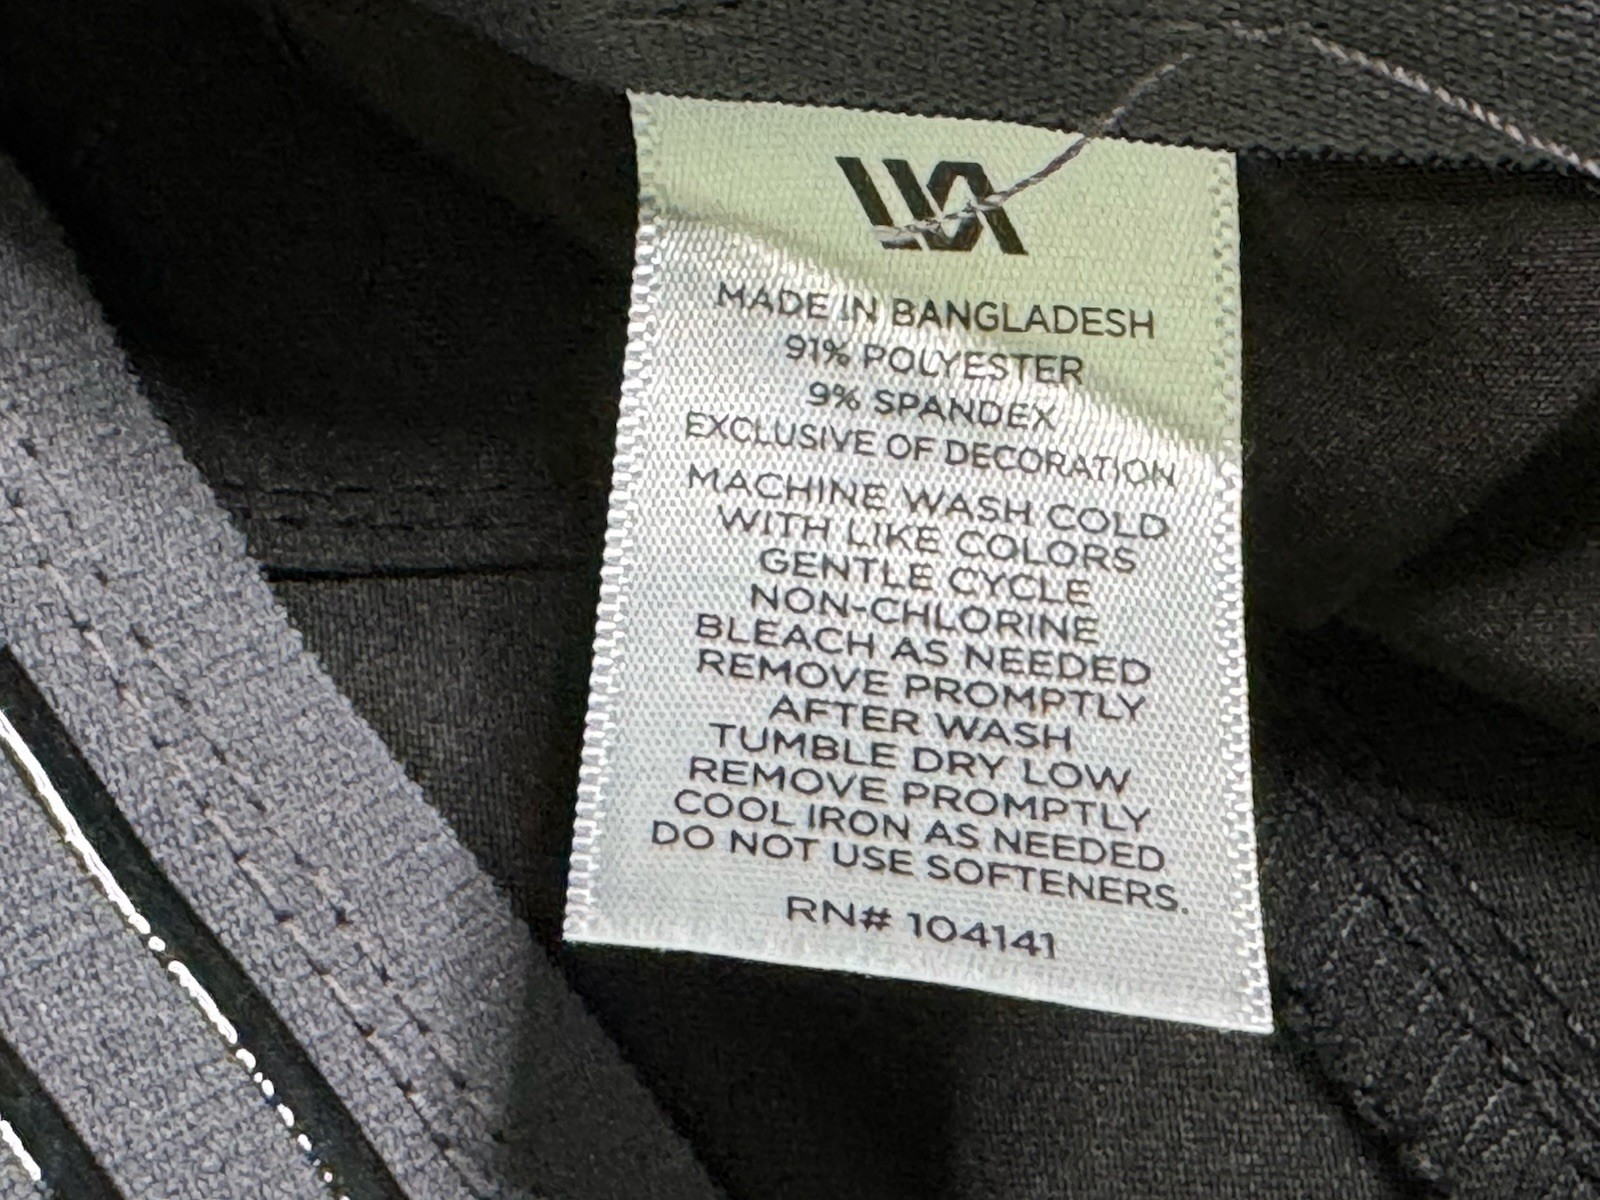 MADE IN BANGLADESH
91% POLYESTER
9% SPANDEX
EXCLUSIVE OF DECORATION
MACHINE WASH COLD
WITH LIKE COLORS
GENTLE CYCLE
NON-CHLORINE
BLEACH AS NEEDED
REMOVE PROMPTLY
AFTER WASH
TUMBLE DRY LOW
REMOVE PROMPTLY
COOL IRON AS NEEDED
DO NOT USE SOFTENERS.
RN# 104141